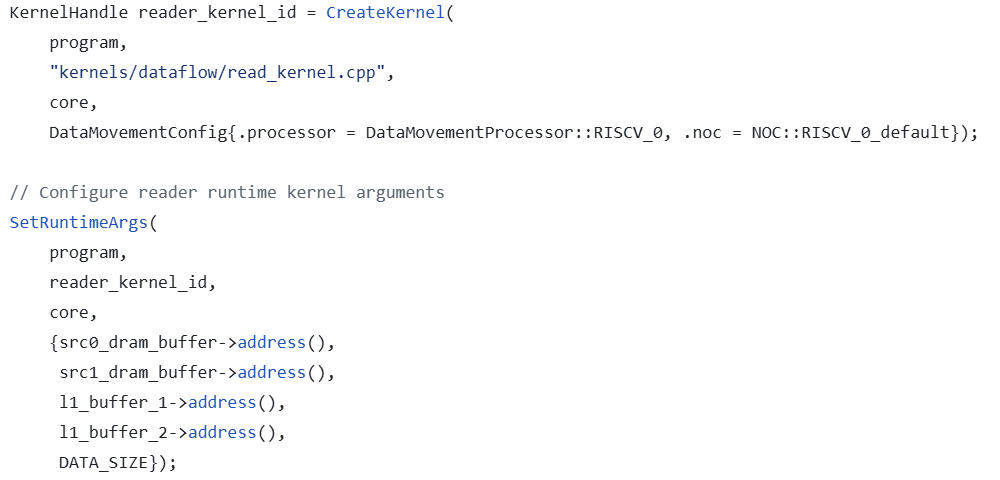 KernelHandle reader_kernel_id = CreateKernel(
    program,
    "kernels/dataflow/read_kernel.cpp",
    core,
    DataMovementConfig{.processor = DataMovementProcessor::RISCV_0, .noc = NOC::RISCV_0_default});

// Configure reader runtime kernel arguments
SetRuntimeArgs(
    program,
    reader_kernel_id,
    core,
    {src0_dram_buffer->address(),
     src1_dram_buffer->address(),
     l1_buffer_1->address(),
     l1_buffer_2->address(),
     DATA_SIZE});